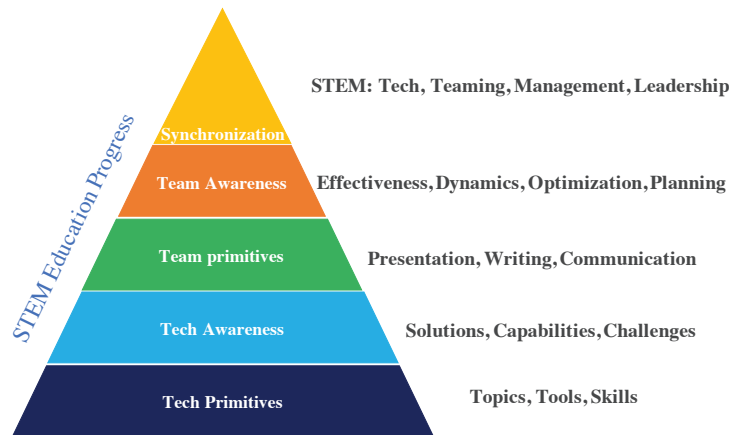 STEM: Tech, Teaming, Management, Leadership
Synchronization
Team Awareness
Effectiveness, Dynamics, Optimization, Planning
Team primitives
Presentation, Writing, Communication
Tech Awareness
Solutions, Capabilities, Challenges
Tech Primitives
Topics, Tools, Skills
STEM Education Progress